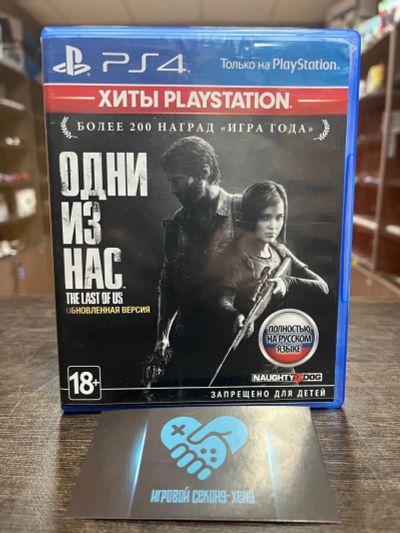 PS4
Только на PlayStation.
ХИТЫ PLAYSTATION
БОЛЕЕ 200 НАГРАД «ИГРА ГОДА»
ОДНИ
ИЗ
НАС
THE LAST OF US
ОБНОВЛЕННАЯ ВЕРСИЯ
ПОЛНОСТЬЮ
НА РУССКОМ
ЯЗЫКЕ
18+
NAUGHTY DOG
ЗАПРЕЩЕНО ДЛЯ ДЕТЕЙ
ИГРОВОЙ СЕКОНД-ХЕНД